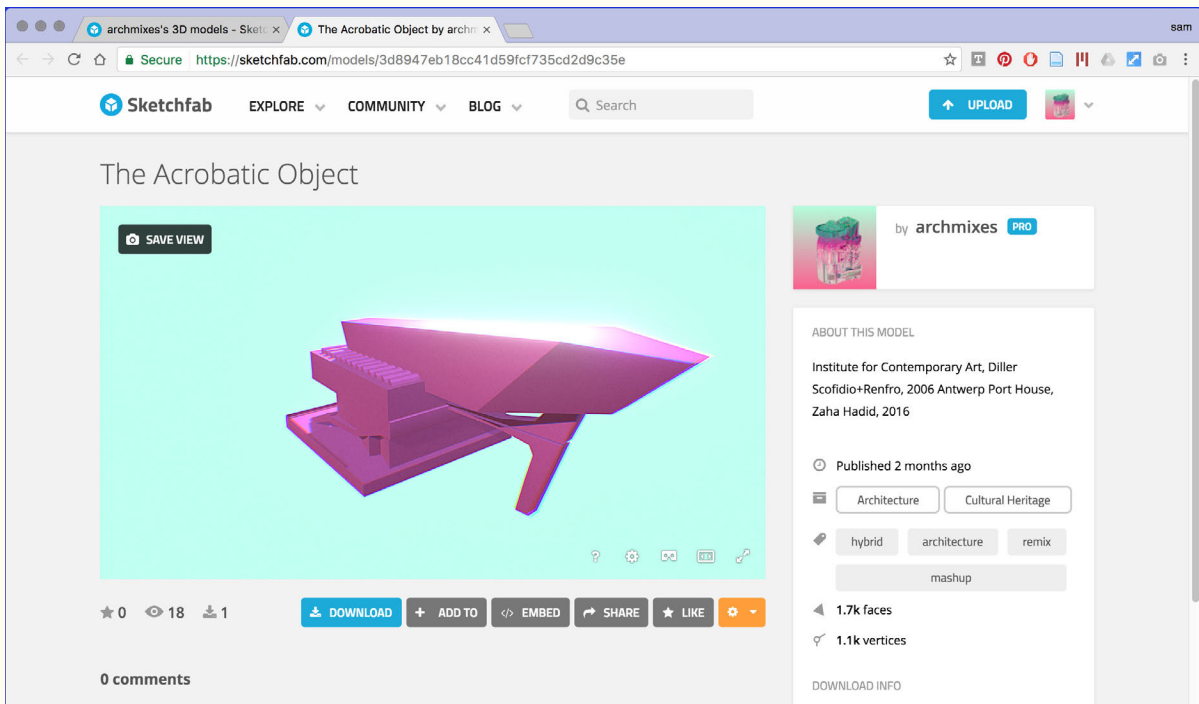 archmixes's 3D models - Sketc
The Acrobatic Object by archm
sam
Secure https://sketchfab.com/models/3d8947eb18cc41d59fcf735cd2d9c35e
Sketchfab EXPLORE COMMUNITY BLOG Search UPLOAD
The Acrobatic Object
SAVE VIEW
by archmixes PRO
ABOUT THIS MODEL
Institute for Contemporary Art, Diller
Scofidio+Renfro, 2006 Antwerp Port House,
Zaha Hadid, 2016
Published 2 months ago
Architecture Cultural Heritage
hybrid architecture remix
mashup
1.7k faces
1.1k vertices
0 18 1 DOWNLOAD + ADD TO </> EMBED SHARE LIKE
0 comments
DOWNLOAD INFO